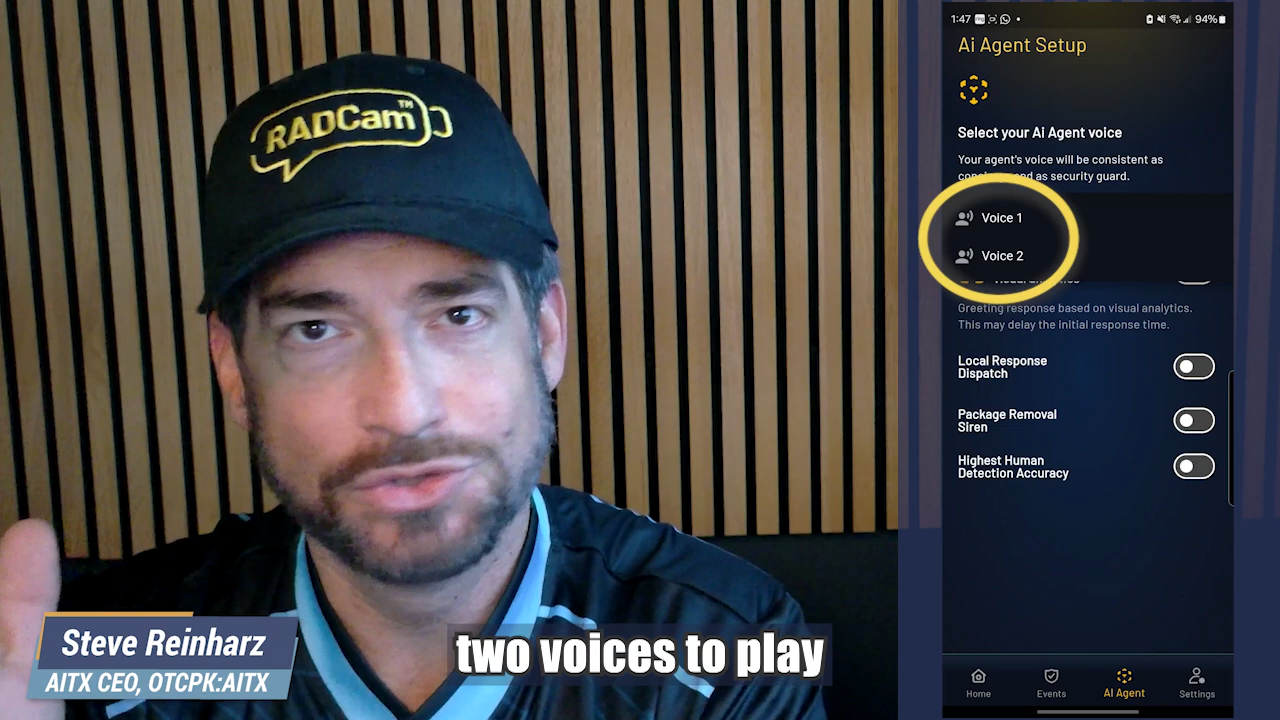 RADCam™
Steve Reinharz
AITX CEO, OTCPK:AITX
two voices to play
1:47
94%
Ai Agent Setup
Select your Ai Agent voice
Your agent's voice will be consistent as
and as security guard.
Voice 1
Voice 2
Greeting response based on visual analytics.
This may delay the initial response time.
Local Response
Dispatch
Package Removal
Siren
Highest Human
Detection Accuracy
Home
Events
AI Agent
Settings